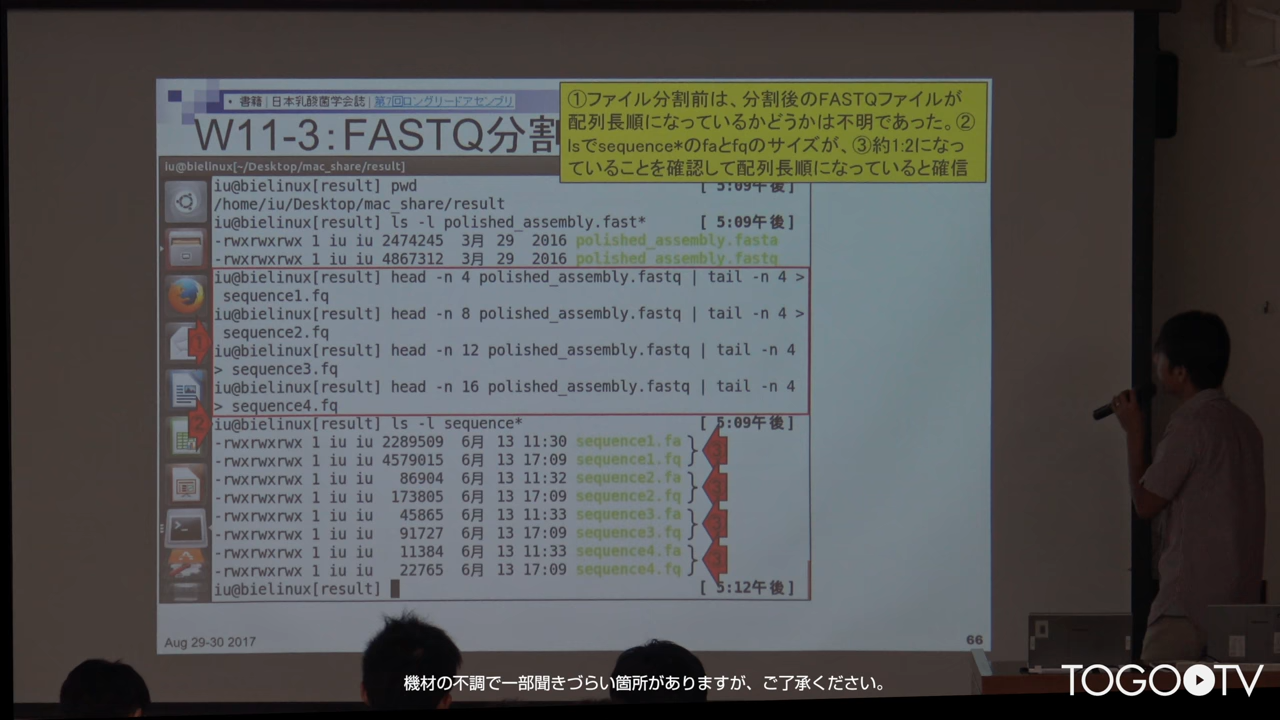 ・ 書籍 | 日本乳酸菌学会誌 | 第7回ロングリードアセンブリ
W11-3:FASTQ分割
①ファイル分割前は、分割後のFASTQファイルが
配列長順になっているかどうかは不明であった。②
lsでsequence*のfaとfqのサイズが、③約1:2になっ
ていることを確認して配列長順になっていると確信
iu@bielinux[~/Desktop/mac_share/result]
iu@bielinux[result] pwd [ 5:09午後]
/home/iu/Desktop/mac_share/result
iu@bielinux[result] ls -l polished_assembly.fast* [ 5:09午後]
-rwxrwxrwx 1 iu iu 2474245 3月 29 2016 polished_assembly.fasta
-rwxrwxrwx 1 iu iu 4867312 3月 29 2016 polished_assembly.fastq
iu@bielinux[result] head -n 4 polished_assembly.fastq | tail -n 4 >
sequence1.fq
iu@bielinux[result] head -n 8 polished_assembly.fastq | tail -n 4 >
sequence2.fq
iu@bielinux[result] head -n 12 polished_assembly.fastq | tail -n 4
> sequence3.fq
iu@bielinux[result] head -n 16 polished_assembly.fastq | tail -n 4
> sequence4.fq
1
2
iu@bielinux[result] ls -l sequence* [ 5:09午後]
-rwxrwxrwx 1 iu iu 2289509 6月 13 11:30 sequence1.fa
-rwxrwxrwx 1 iu iu 4579015 6月 13 17:09 sequence1.fq
3
-rwxrwxrwx 1 iu iu 86904 6月 13 11:32 sequence2.fa
-rwxrwxrwx 1 iu iu 173805 6月 13 17:09 sequence2.fq
3
-rwxrwxrwx 1 iu iu 45865 6月 13 11:33 sequence3.fa
-rwxrwxrwx 1 iu iu 91727 6月 13 17:09 sequence3.fq
3
-rwxrwxrwx 1 iu iu 11384 6月 13 11:33 sequence4.fa
-rwxrwxrwx 1 iu iu 22765 6月 13 17:09 sequence4.fq
3
iu@bielinux[result] [ 5:12午後]
Aug 29-30 2017
66
機材の不調で一部聞きづらい箇所がありますが、ご了承ください。
TOGO TV